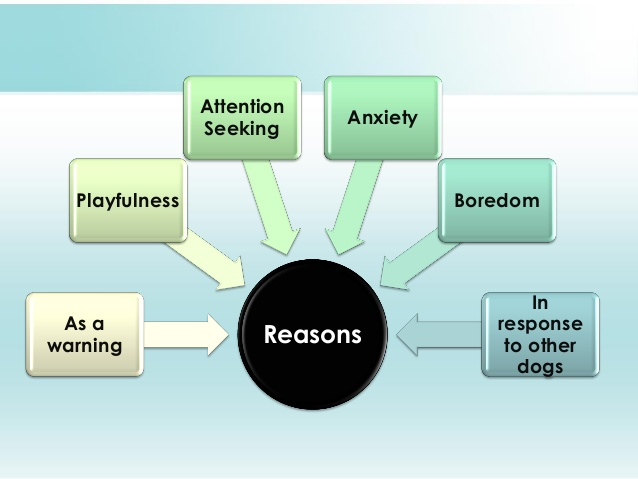 Attention
Seeking
Anxiety
Playfulness
Boredom
As a
warning
Reasons
In
response
to other
dogs